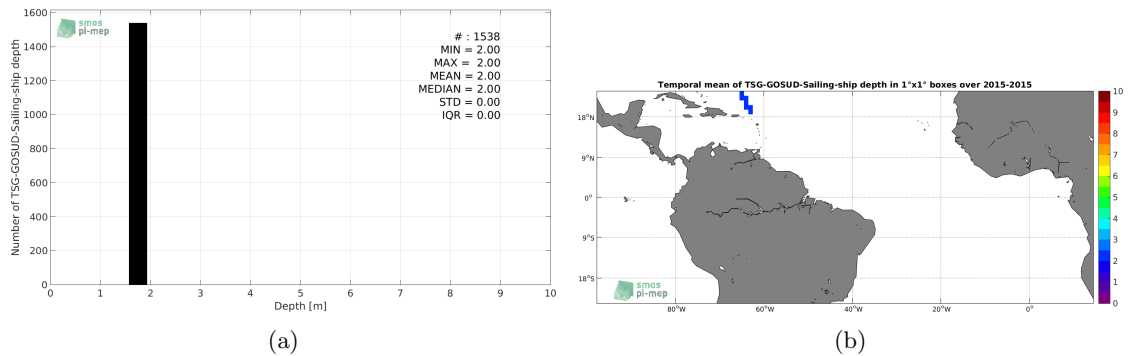 smos
pi-mep
# : 1538
MIN = 2.00
MAX = 2.00
MEAN = 2.00
MEDIAN = 2.00
STD = 0.00
IQR = 0.00
Number of TSG-GOSUD-Sailing-ship depth
1600
1400
1200
1000
800
600
400
200
0
0 1 2 3 4 5 6 7 8 9 10
Depth [m]
(a)
Temporal mean of TSG-GOSUD-Sailing-ship depth in 1°x1° boxes over 2015-2015
18°N
9°N
0°
9°S
18°S
80°W 60°W 40°W 20°W 0°
smos
pi-mep
10
9
8
7
6
5
4
3
2
1
0
(b)